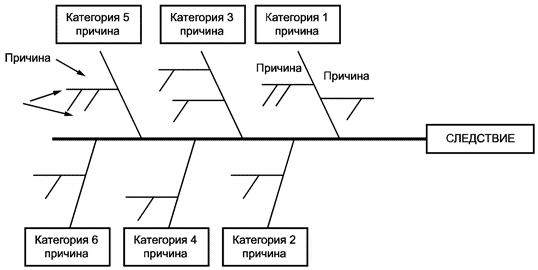 Категория 5
причина
Категория 3
причина
Категория 1
причина
Причина
Причина
Причина
СЛЕДСТВИЕ
Категория 6
причина
Категория 4
причина
Категория 2
причина